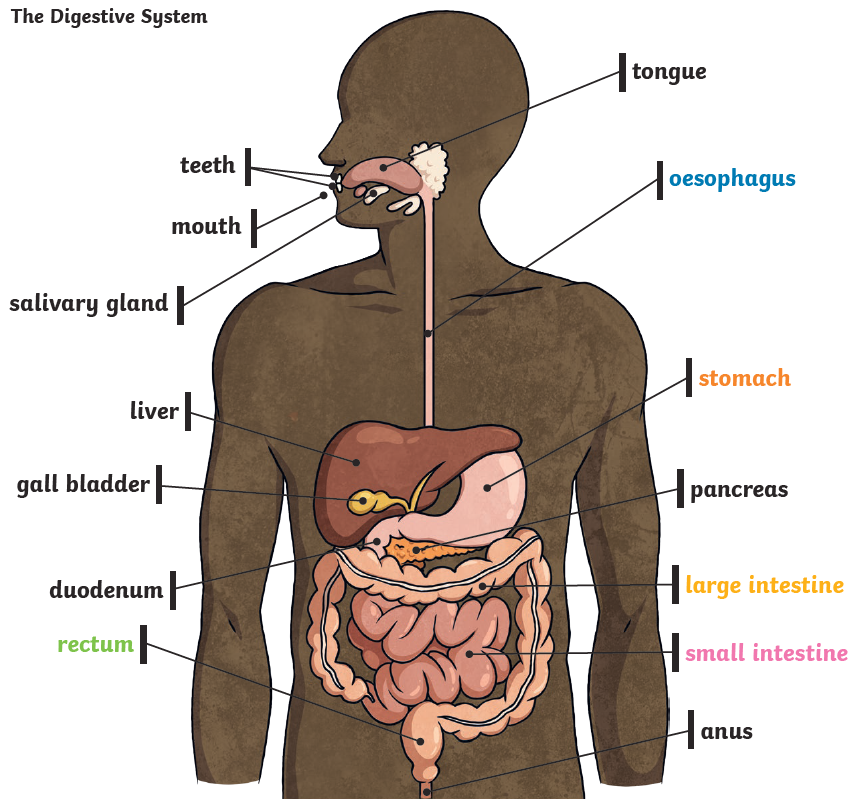 The Digestive System
tongue
teeth
oesophagus
mouth
salivary gland
stomach
liver
gall bladder
pancreas
duodenum
large intestine
rectum
small intestine
anus